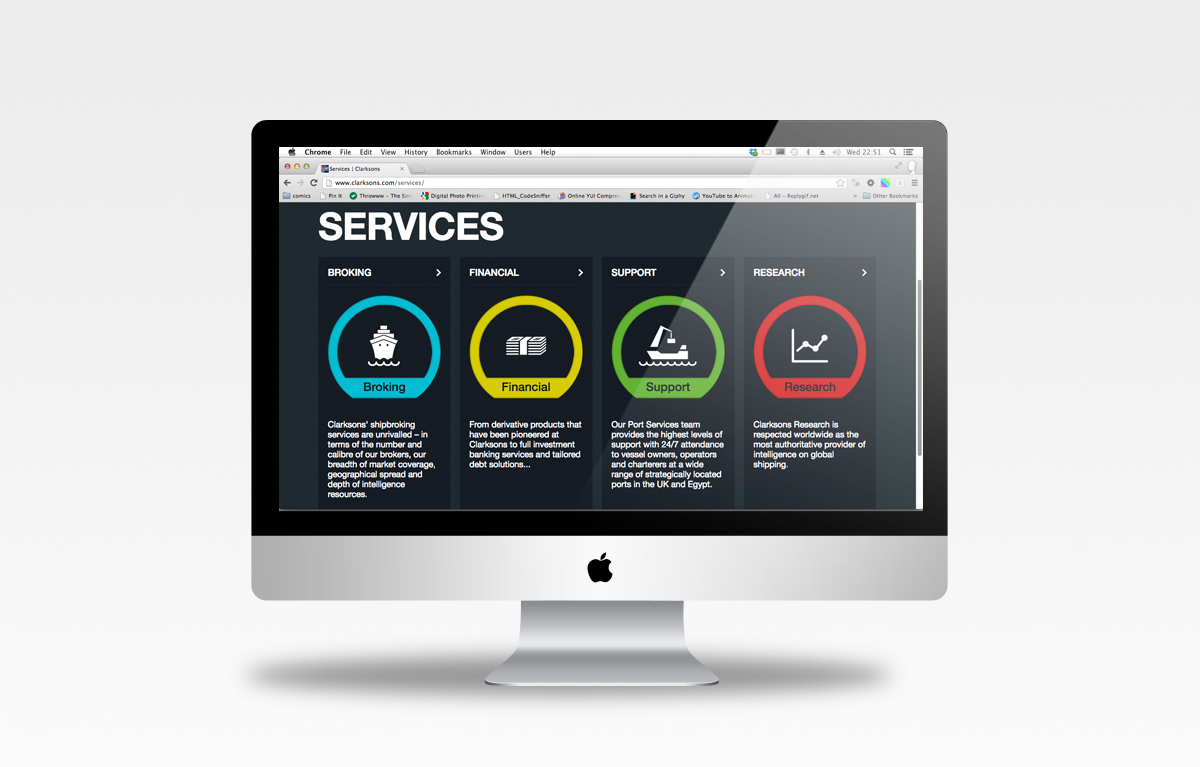 Chrome File Edit View History Bookmarks Window Users Help Wed 22:51
Services | Clarksons
www.clarksons.com/services/
comics Pin It Throwww – The Sim Digital Photo Printin HTML_CodeSniffer Online YUI Compres Search in a Giphy YouTube to Animat All – Replygif.net » Other Bookmarks
SERVICES
BROKING
FINANCIAL
SUPPORT
RESEARCH
Broking
Financial
Support
Research
Clarksons' shipbroking
services are unrivalled – in
terms of the number and
calibre of our brokers, our
breadth of market coverage,
geographical spread and
depth of intelligence
resources.
From derivative products that
have been pioneered at
Clarksons to full investment
banking services and tailored
debt solutions...
Our Port Services team
provides the highest levels of
support with 24/7 attendance
to vessel owners, operators
and charterers at a wide
range of strategically located
ports in the UK and Egypt.
Clarksons Research is
respected worldwide as the
most authoritative provider of
intelligence on global
shipping.